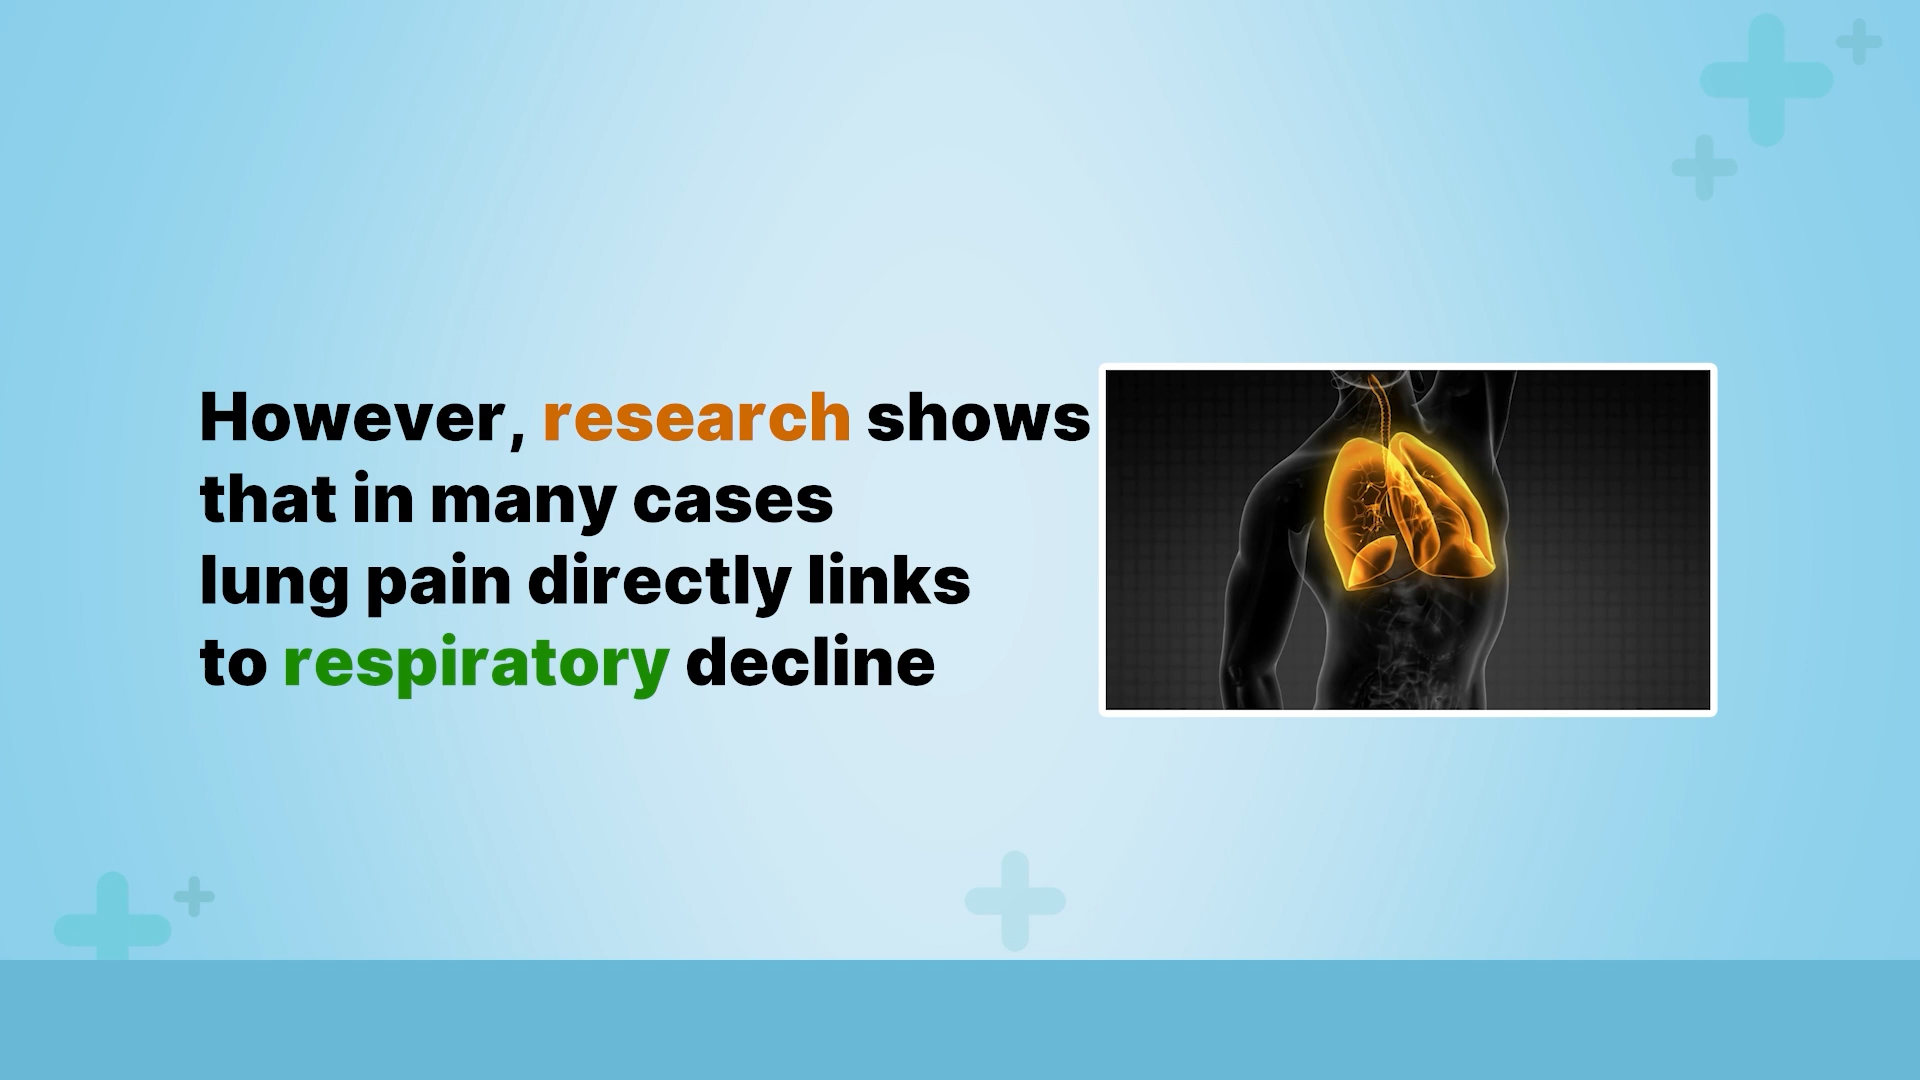 However, research shows
that in many cases
lung pain directly links
to respiratory decline